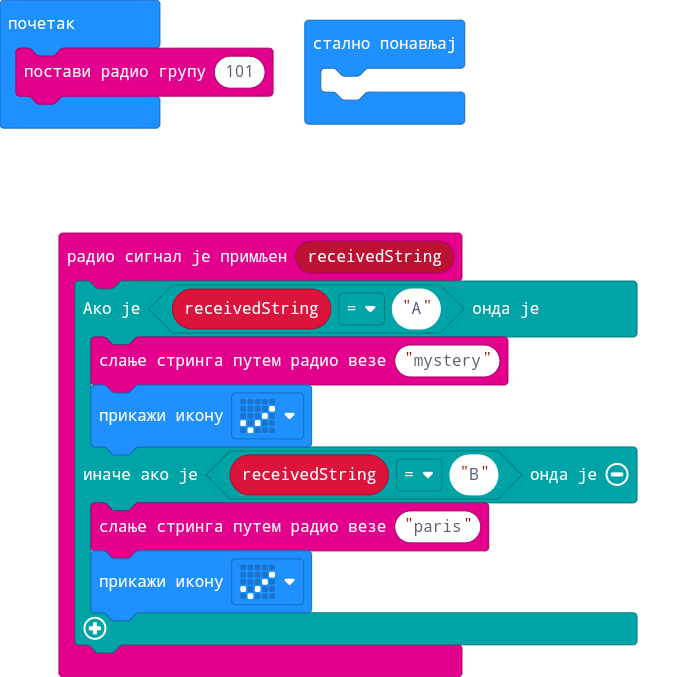 почетак
постави радио групу 101
стално понављај
радио сигнал је примљен receivedString
Ако је receivedString = "A" онда је
слање стринга путем радио везе "mystery"
прикажи икону
иначе ако је receivedString = "B" онда је
слање стринга путем радио везе "paris"
прикажи икону